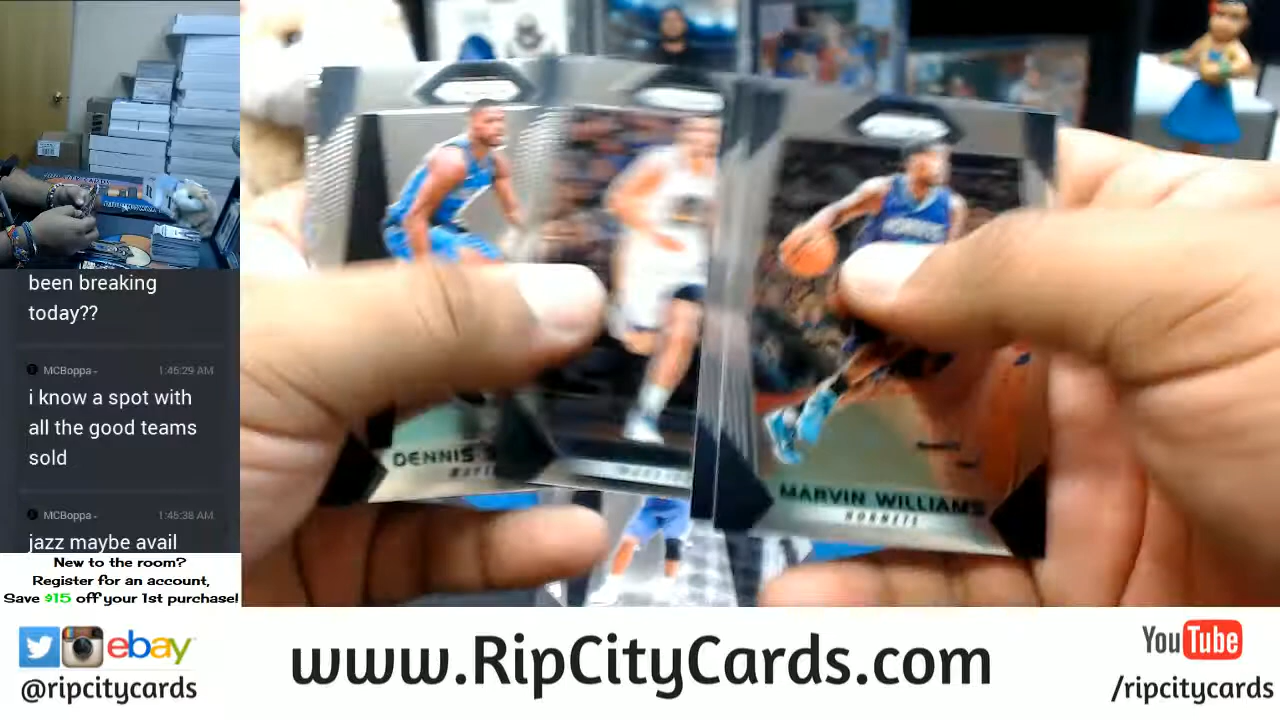 been breaking
today??
MCBoppa- 1:45:29 AM
i know a spot with
all the good teams
sold
MCBoppa- 1:45:38 AM
jazz maybe avail
New to the room?
Register for an account,
Save $15 off your 1st purchase!
DENNIS
MARVIN WILLIAMS
HORNETS
ebay
@ripcitycards
www.RipCityCards.com
YouTube
/ripcitycards